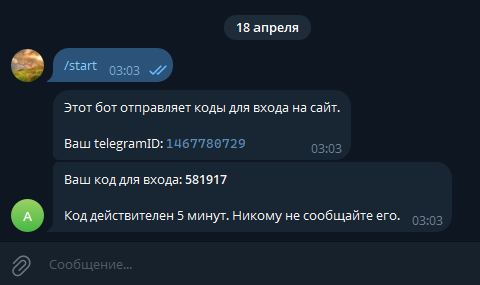 18 апреля
/start 03:03
Этот бот отправляет коды для входа на сайт.
Ваш telegramID: 1467780729
03:03
Ваш код для входа: 581917
Код действителен 5 минут. Никому не сообщайте его. 03:03
А
Сообщение...